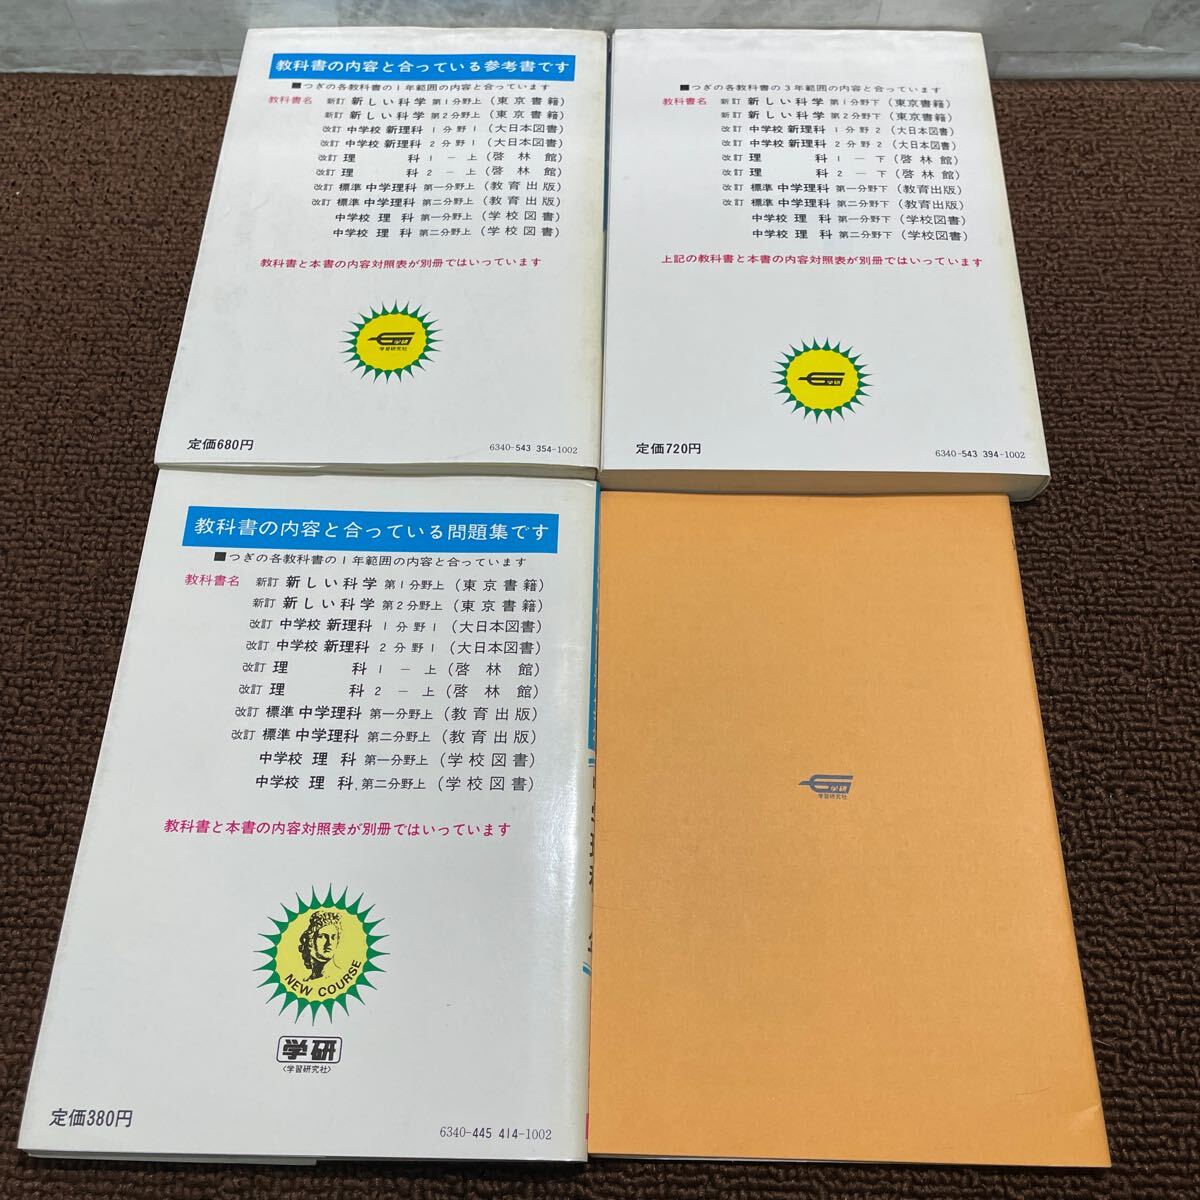 教科書の内容と合っている参考書です
■つぎの各教科書の1年範囲の内容と合っています
教科書名 新訂 新しい科学 第1分野上 (東京書籍)
新訂 新しい科学 第2分野上 (東京書籍)
改訂 中学校 新理科 1分野1 (大日本図書)
改訂 中学校 新理科 2分野1 (大日本図書)
改訂 理 科 1-上 (啓林館)
改訂 理 科 2-上 (啓林館)
改訂 標準 中学理科 第一分野上 (教育出版)
改訂 標準 中学理科 第二分野上 (教育出版)
中学校 理 科 第一分野上 (学校図書)
中学校 理 科 第二分野上 (学校図書)
教科書と本書の内容対照表が別冊ではいっています
学研
学習研究社
定価680円
6340-543 354-1002
■つぎの各教科書の3年範囲の内容と合っています
教科書名 新訂 新しい科学 第1分野下 (東京書籍)
新訂 新しい科学 第2分野下 (東京書籍)
改訂 中学校 新理科 1分野2 (大日本図書)
改訂 中学校 新理科 2分野2 (大日本図書)
改訂 理 科 1-下 (啓林館)
改訂 理 科 2-下 (啓林館)
改訂 標準 中学理科 第一分野下 (教育出版)
改訂 標準 中学理科 第二分野下 (教育出版)
中学校 理 科 第一分野下 (学校図書)
中学校 理 科 第二分野下 (学校図書)
上記の教科書と本書の内容対照表が別冊ではいっています
学研
定価720円
6340-543 394-1002
教科書の内容と合っている問題集です
■つぎの各教科書の1年範囲の内容と合っています
教科書名 新訂 新しい科学 第1分野上 (東京書籍)
新訂 新しい科学 第2分野上 (東京書籍)
改訂 中学校 新理科 1分野1 (大日本図書)
改訂 中学校 新理科 2分野1 (大日本図書)
改訂 理 科 1-上 (啓林館)
改訂 理 科 2-上 (啓林館)
改訂 標準 中学理科 第一分野上 (教育出版)
改訂 標準 中学理科 第二分野上 (教育出版)
中学校 理 科 第一分野上 (学校図書)
中学校 理 科 第二分野上 (学校図書)
教科書と本書の内容対照表が別冊ではいっています
NEW COURSE
学研
〈学習研究社〉
定価380円
6340-445 414-1002
学研
学習研究社